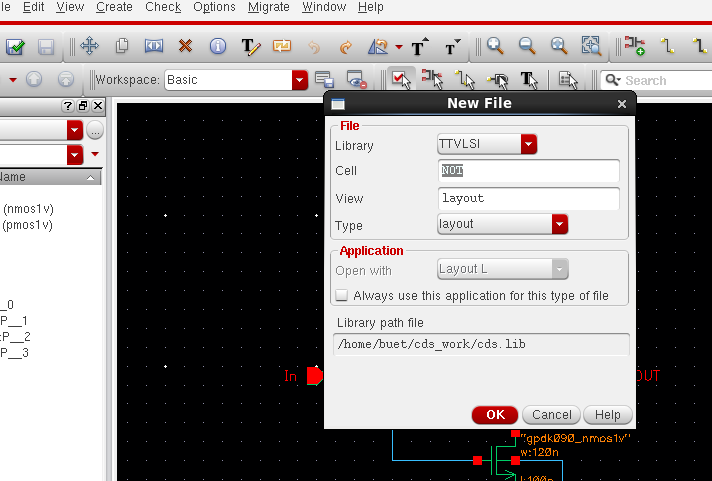 le Edit View Create Check Options Migrate Window Help
Workspace: Basic
Search
New File
Name
(nmos1v)
(pmos1v)
_0
P__1
:P__2
P__3
File
Library TTVLSI
Cell NOT
View layout
Type layout
Application
Open with Layout L
Always use this application for this type of file
Library path file
/home/buet/cds_work/cds.lib
OK Cancel Help
In
OUT
"gpdk090_nmos1v"
w:120n
l:100n